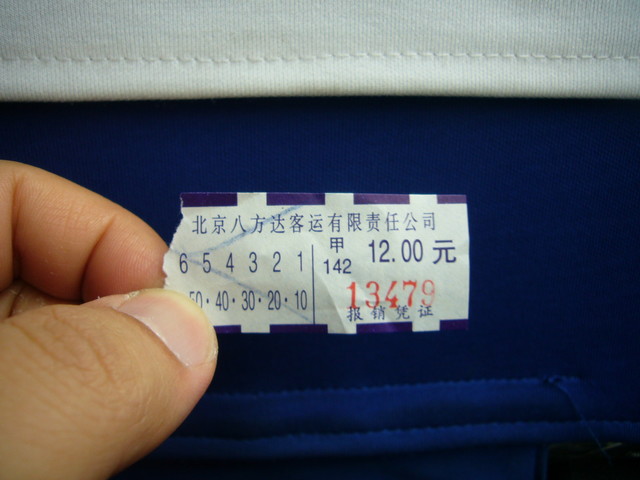 北京八方达客运有限责任公司
6 5 4 3 2 1
50·40·30·20·10
甲
142
12.00元
13479
报销凭证